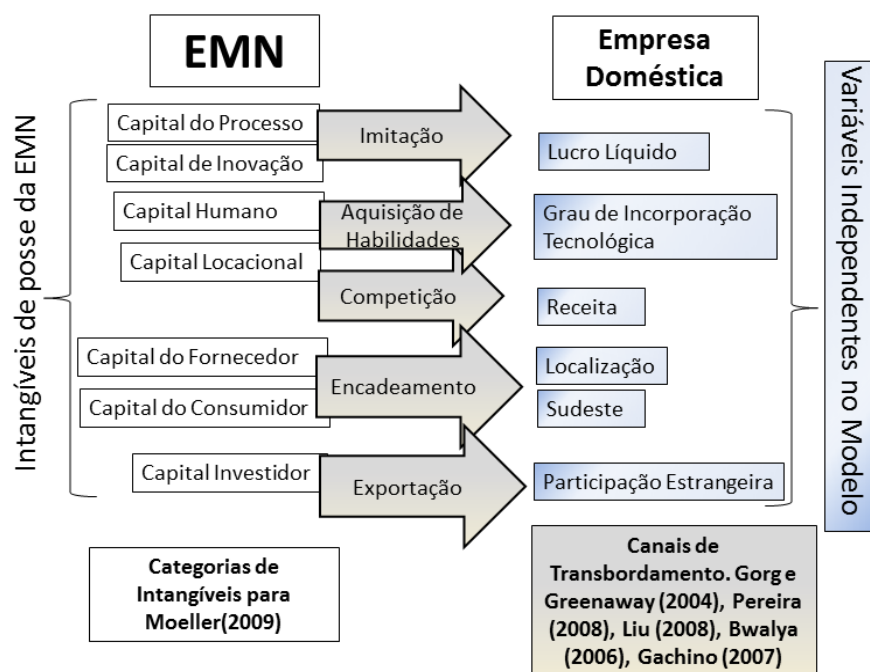 EMN
Empresa
Doméstica
Intangíveis de posse da EMN
Capital do Processo
Capital de Inovação
Capital Humano
Capital Locacional
Capital do Fornecedor
Capital do Consumidor
Capital Investidor
Imitação
Aquisição de
Habilidades
Competição
Encadeamento
Exportação
Lucro Líquido
Grau de Incorporação
Tecnológica
Receita
Localização
Sudeste
Participação Estrangeira
Variáveis Independentes no Modelo
Categorias de
Intangíveis para
Moeller(2009)
Canais de
Transbordamento. Gorg e
Greenaway (2004), Pereira
(2008), Liu (2008), Bwalya
(2006), Gachino (2007)